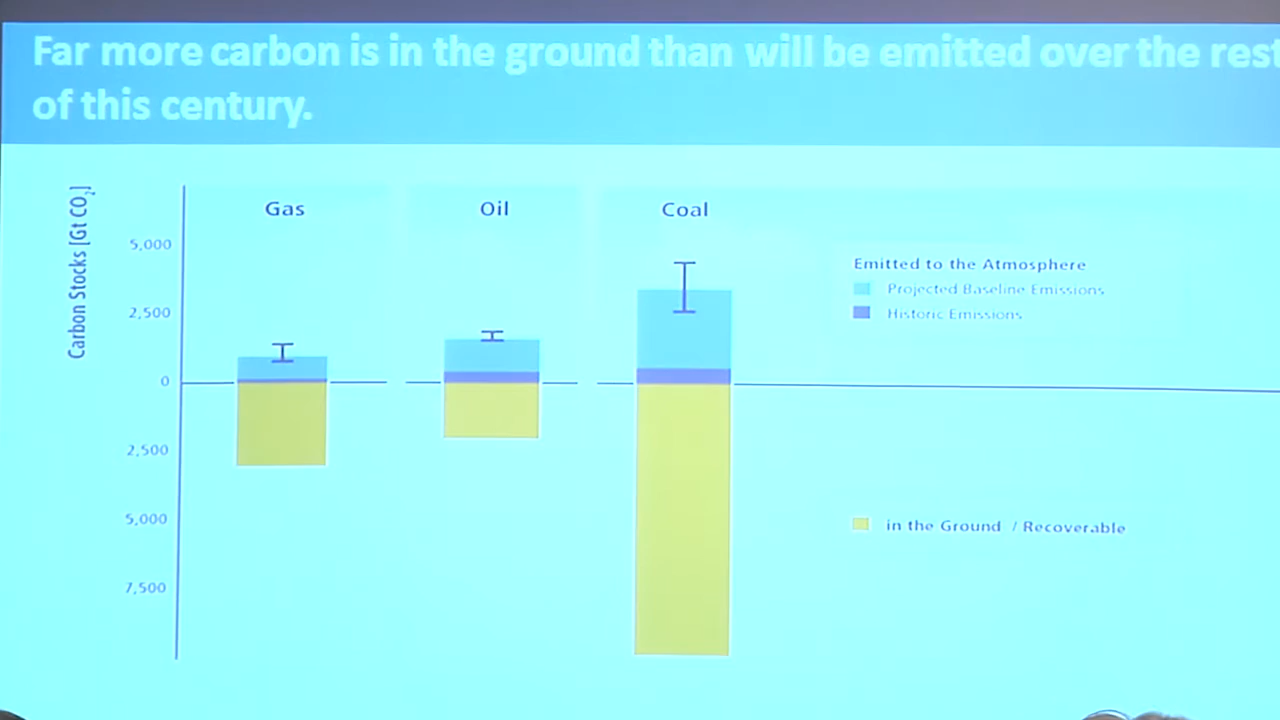 Far more carbon is in the ground than will be emitted over the rest
of this century.
Carbon Stocks [Gt CO₂]
Gas
Oil
Coal
5,000
2,500
0
2,500
5,000
7,500
Emitted to the Atmosphere
Projected Baseline Emissions
Historic Emissions
in the Ground / Recoverable